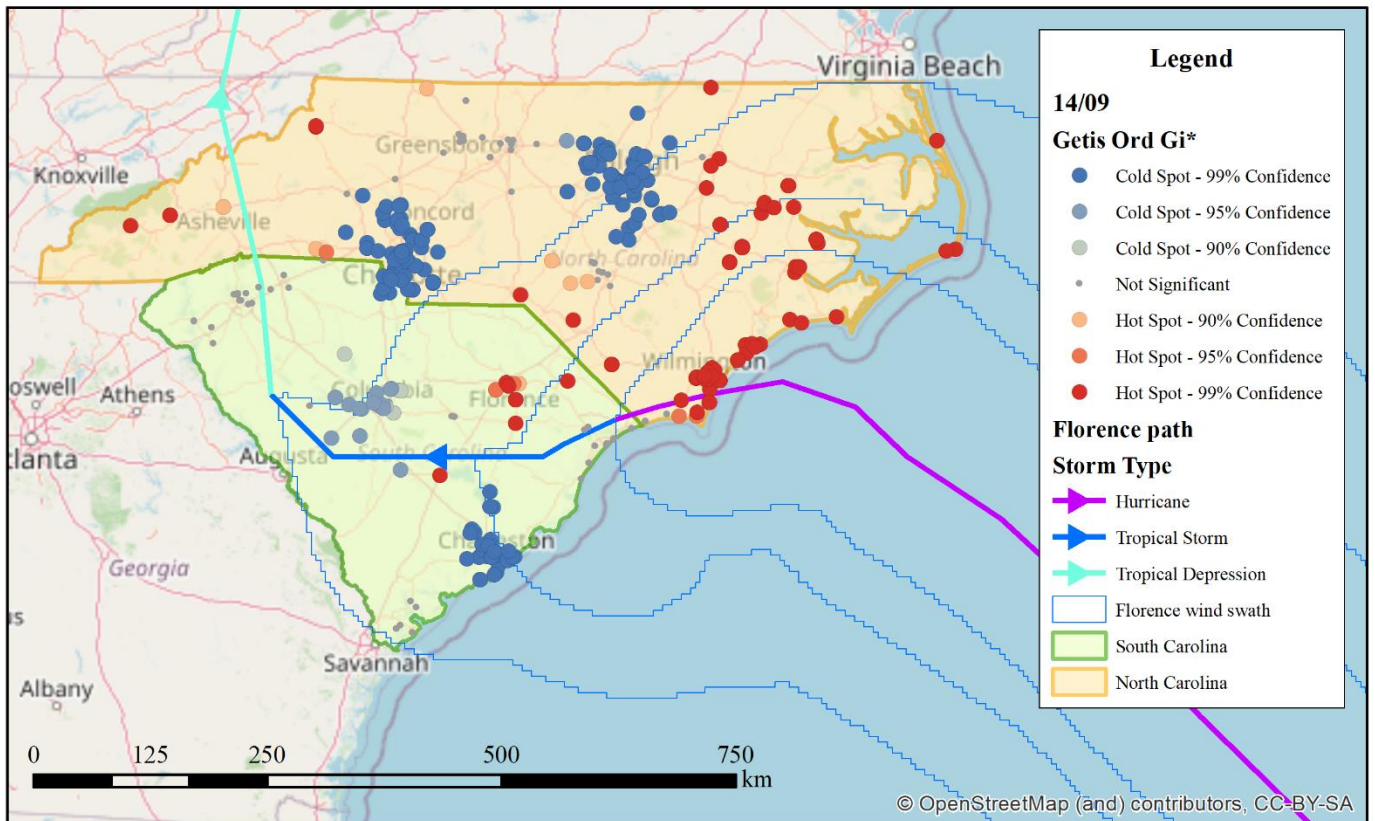 Virginia Beach
Greensboro
Knoxville
Asheville
Charlotte
North Carolina
Wilmington
Columbia
Florence
oswell
Athens
tlanta
Augusta
South Carolina
Charleston
Georgia
us
Savannah
Albany
Legend
14/09
Getis Ord Gi*
Cold Spot - 99% Confidence
Cold Spot - 95% Confidence
Cold Spot - 90% Confidence
Not Significant
Hot Spot - 90% Confidence
Hot Spot - 95% Confidence
Hot Spot - 99% Confidence
Florence path
Storm Type
Hurricane
Tropical Storm
Tropical Depression
Florence wind swath
South Carolina
North Carolina
0 125 250 500 750
km
© OpenStreetMap (and) contributors, CC-BY-SA